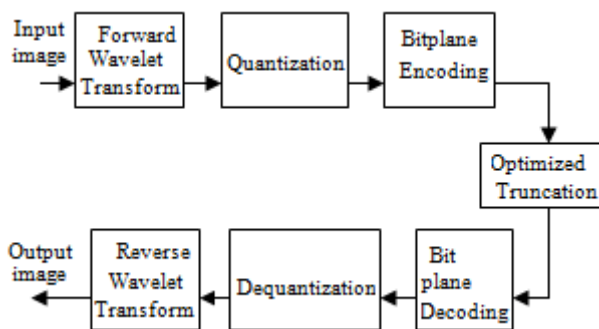 Input
image
Forward
Wavelet
Transform
Quantization
Bitplane
Encoding
Optimized
Truncation
Output
image
Reverse
Wavelet
Transform
Dequantization
Bit
plane
Decoding